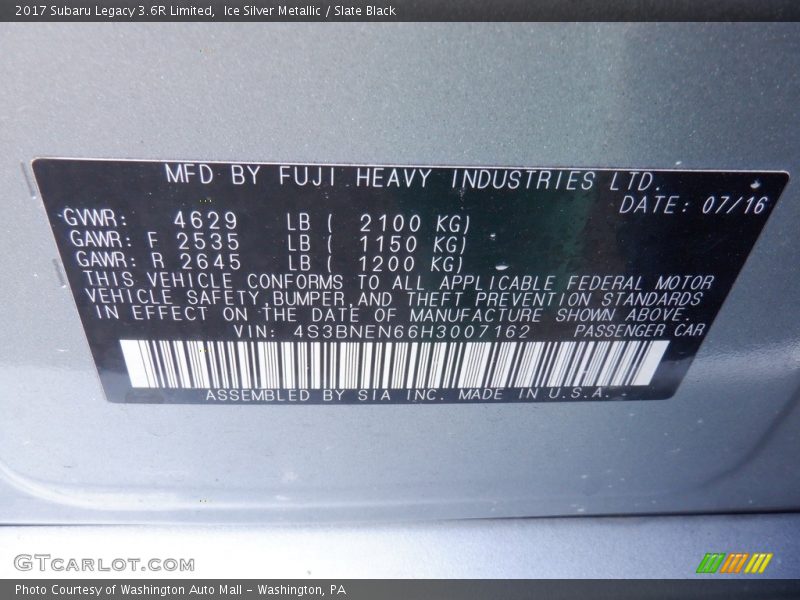 2017 Subaru Legacy 3.6R Limited,  Ice Silver Metallic / Slate Black
MFD BY FUJI HEAVY INDUSTRIES LTD.
DATE: 07/16
GVWR: 4629 LB ( 2100 KG)
GAWR: F 2535 LB ( 1150 KG)
GAWR: R 2645 LB ( 1200 KG)
THIS VEHICLE CONFORMS TO ALL APPLICABLE FEDERAL MOTOR
VEHICLE SAFETY,BUMPER,AND THEFT PREVENTION STANDARDS
IN EFFECT ON THE DATE OF MANUFACTURE SHOWN ABOVE.
VIN: 4S3BNEN66H3007162 PASSENGER CAR
ASSEMBLED BY SIA INC. MADE IN U.S.A.
GTCARLOT.COM
Photo Courtesy of Washington Auto Mall - Washington, PA